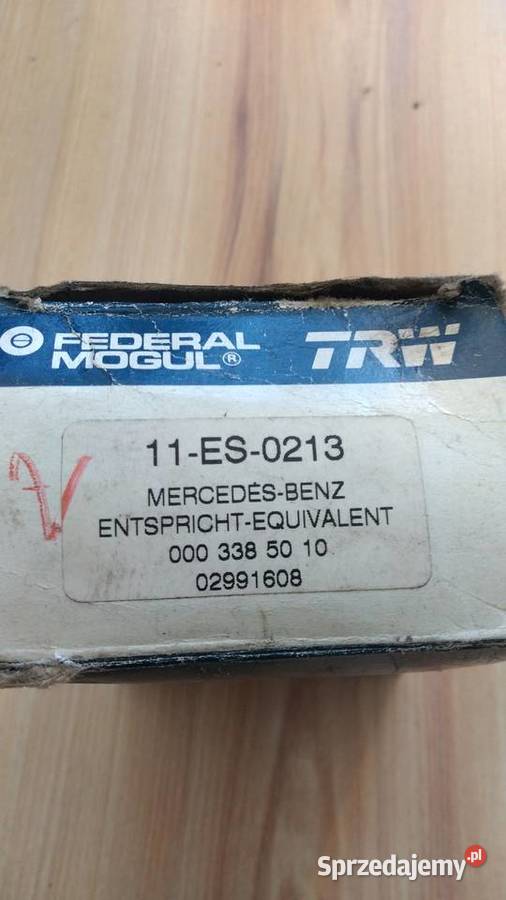 FEDERAL MOGUL® TRW
11-ES-0213
MERCEDES-BENZ
ENTSPRICHT-EQUIVALENT
000 338 50 10
02991608
Sprzedajemy.pl